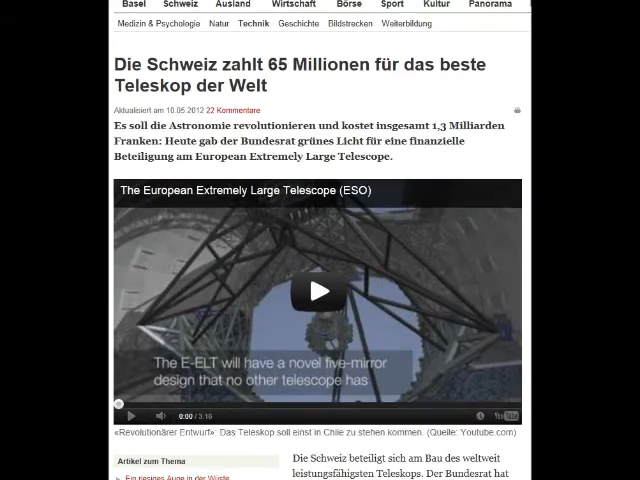 Basel Schweiz Ausland Wirtschaft Börse Sport Kultur Panorama
Medizin & Psychologie Natur Technik Geschichte Bildstrecken Weiterbildung
Die Schweiz zahlt 65 Millionen für das beste
Teleskop der Welt
Aktualisiert am 10.05.2012 22 Kommentare
Es soll die Astronomie revolutionieren und kostet insgesamt 1,3 Milliarden
Franken: Heute gab der Bundesrat grünes Licht für eine finanzielle
Beteiligung am European Extremely Large Telescope.
The European Extremely Large Telescope (ESO)
The E-ELT will have a novel five-mirror
design that no other telescope has
0:00 / 3:16
YouTube
«Revolutionärer Entwurf»: Das Teleskop soll einst in Chile zu stehen kommen. (Quelle: Youtube.com)
Artikel zum Thema
Ein riesiges Auge in der Wüste
Die Schweiz beteiligt sich am Bau des weltweit
leistungsfähigsten Teleskops. Der Bundesrat hat